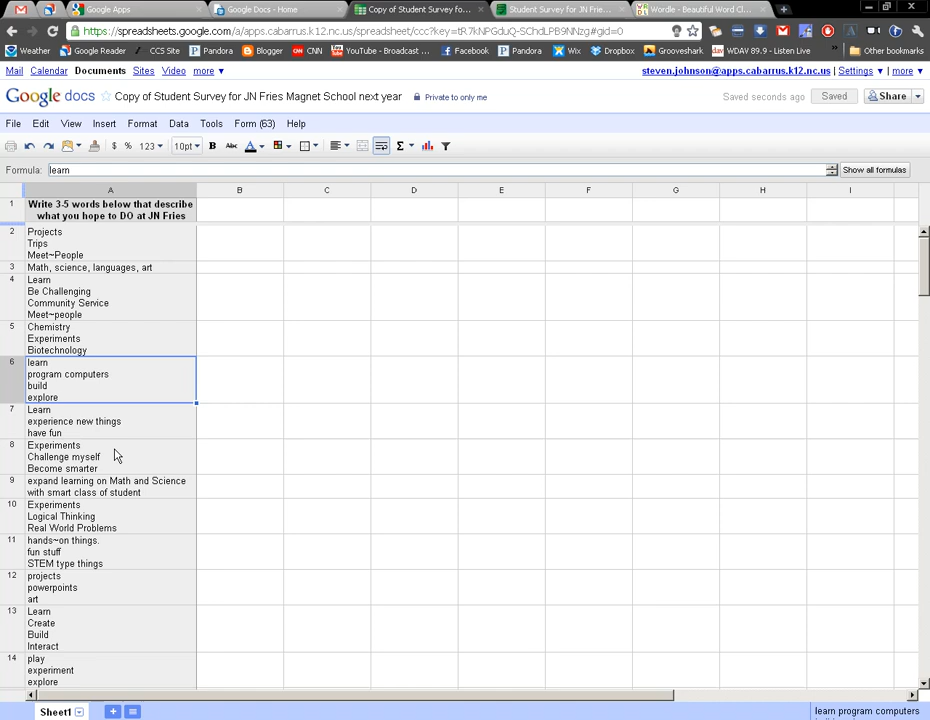 Google Apps
Google Docs - Home
Copy of Student Survey fo...
Student Survey for JN Fries...
Wordle - Beautiful Word Cl...
https://spreadsheets.google.com/a/apps.cabarrus.k12.nc.us/spreadsheet/ccc?key=tR7kNPGduQ-SChdLPB9NNzg#gid=0
Weather
Google Reader
CCS Site
Pandora
Blogger
CNN
YouTube - Broadcast ...
Facebook
Pandora
Wix
Dropbox
Grooveshark
WDAV 89.9 - Listen Live
Other bookmarks
Mail Calendar Documents Sites Video more
steven.johnson@apps.cabarrus.k12.nc.us Settings more
Google docs
Copy of Student Survey for JN Fries Magnet School next year
Private to only me
Saved seconds ago
Saved
Share
File Edit View Insert Format Data Tools Form (63) Help
$ % 123 10pt B Abc A Σ
Formula: learn
Show all formulas
A B C D E F G H I
1 Write 3-5 words below that describe
what you hope to DO at JN Fries
2 Projects
Trips
Meet~People
3 Math, science, languages, art
4 Learn
Be Challenging
Community Service
Meet~people
5 Chemistry
Experiments
Biotechnology
6 learn
program computers
build
explore
7 Learn
experience new things
have fun
8 Experiments
Challenge myself
Become smarter
9 expand learning on Math and Science
with smart class of student
10 Experiments
Logical Thinking
Real World Problems
11 hands~on things.
fun stuff
STEM type things
12 projects
powerpoints
art
13 Learn
Create
Build
Interact
14 play
experiment
explore
Sheet1
learn program computers